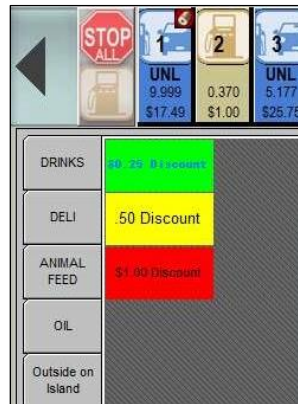 STOP
ALL
1
6
2
3
UNL
9.999
$17.49
0.370
$1.00
UNL
5.177
$25.75
DRINKS
$0.25 Discount
DELI
.50 Discount
ANIMAL
FEED
$1.00 Discount
OIL
Outside on
Island